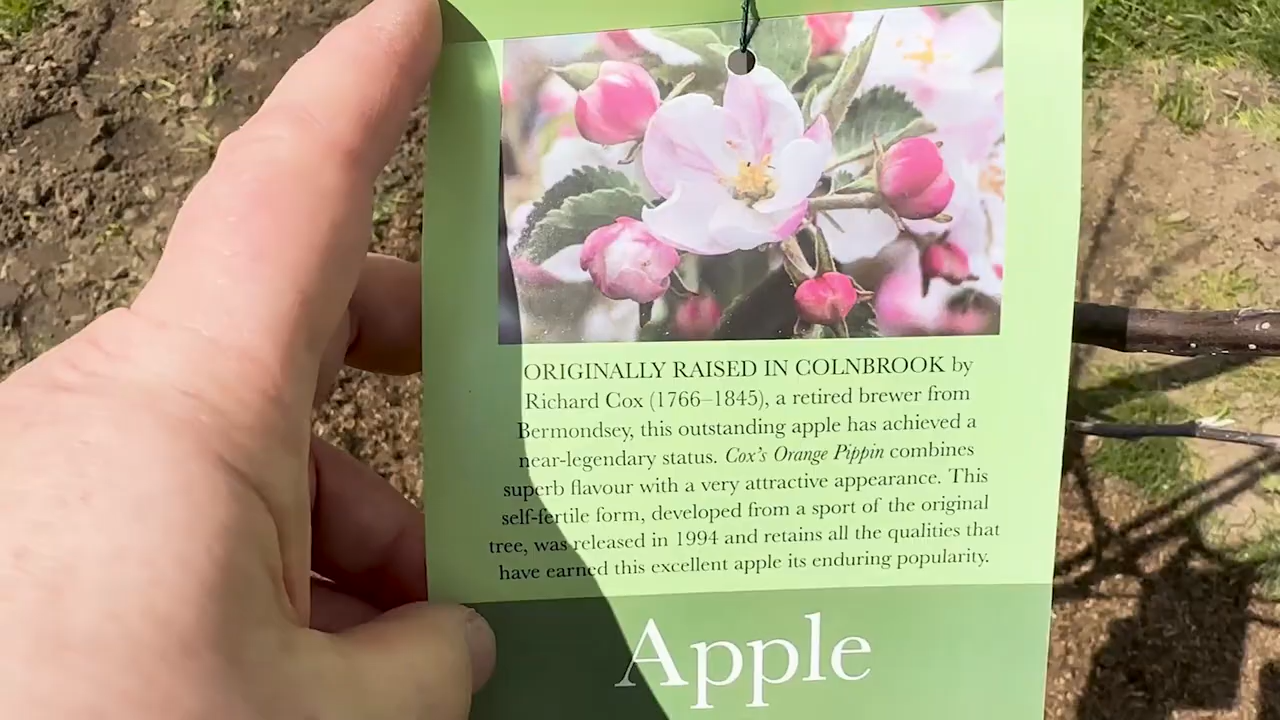 ORIGINALLY RAISED IN COLNBROOK by
Richard Cox (1766–1845), a retired brewer from
Bermondsey, this outstanding apple has achieved a
near-legendary status. Cox's Orange Pippin combines
superb flavour with a very attractive appearance. This
self-fertile form, developed from a sport of the original
tree, was released in 1994 and retains all the qualities that
have earned this excellent apple its enduring popularity.
Apple